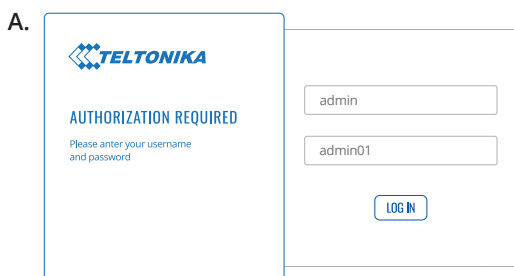 A.
TELTONIKA
AUTHORIZATION REQUIRED
Please anter your username
and password
admin
admin01
LOG IN